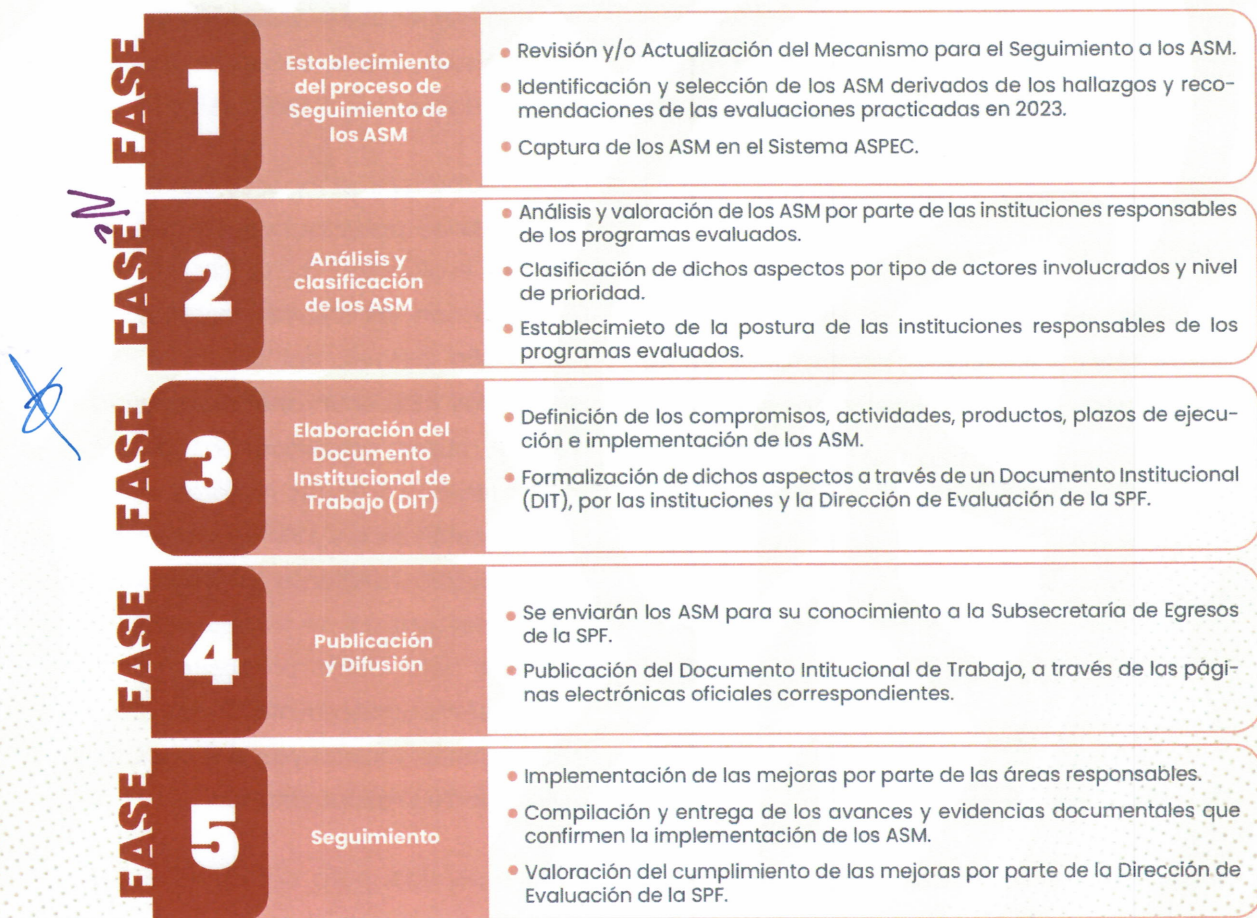 FASE
1
Establecimiento
del proceso de
Seguimiento de
los ASM
• Revisión y/o Actualización del Mecanismo para el Seguimiento a los ASM.
• Identificación y selección de los ASM derivados de los hallazgos y reco-
mendaciones de las evaluaciones practicadas en 2023.
• Captura de los ASM en el Sistema ASPEC.
FASE
2
Análisis y
clasificación
de los ASM
• Análisis y valoración de los ASM por parte de las instituciones responsables
de los programas evaluados.
• Clasificación de dichos aspectos por tipo de actores involucrados y nivel
de prioridad.
• Establecimieto de la postura de las instituciones responsables de los
programas evaluados.
FASE
3
Elaboración del
Documento
Institucional de
Trabajo (DIT)
• Definición de los compromisos, actividades, productos, plazos de ejecu-
ción e implementación de los ASM.
• Formalización de dichos aspectos a través de un Documento Institucional
(DIT), por las instituciones y la Dirección de Evaluación de la SPF.
FASE
4
Publicación
y Difusión
• Se enviarán los ASM para su conocimiento a la Subsecretaría de Egresos
de la SPF.
• Publicación del Documento Intitucional de Trabajo, a través de las pági-
nas electrónicas oficiales correspondientes.
FASE
5
Seguimiento
• Implementación de las mejoras por parte de las áreas responsables.
• Compilación y entrega de los avances y evidencias documentales que
confirmen la implementación de los ASM.
• Valoración del cumplimiento de las mejoras por parte de la Dirección de
Evaluación de la SPF.